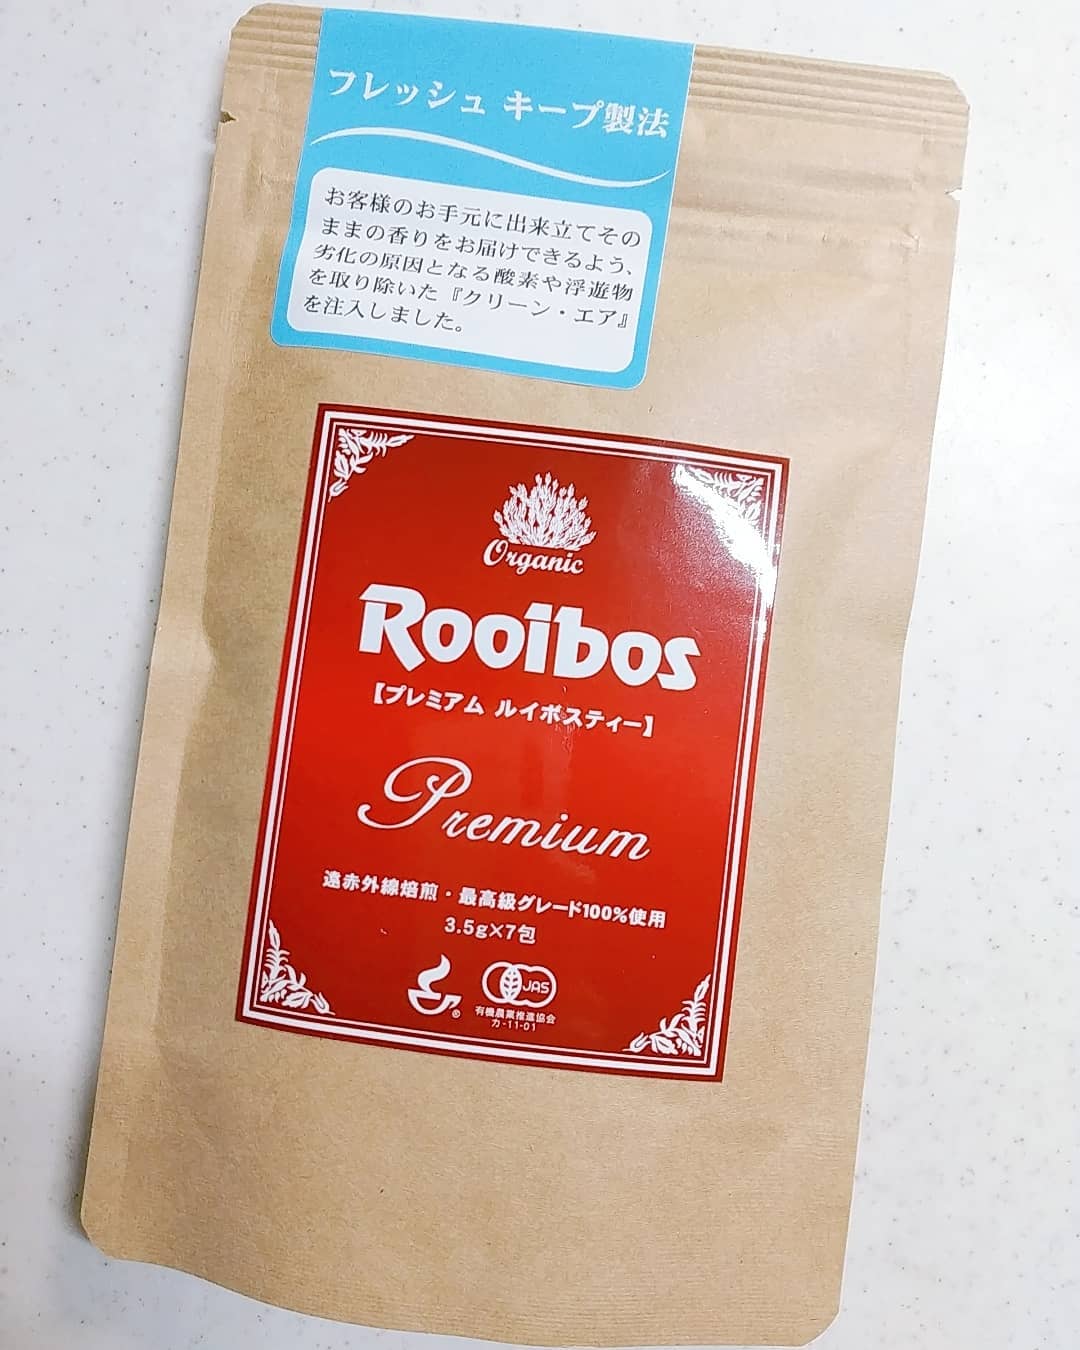 フレッシュ キープ製法
お客様のお手元に出来立てその
ままの香りをお届けできるよう、
劣化の原因となる酸素や浮遊物
を取り除いた『クリーン・エア』
を注入しました。
Organic
Rooibos
【プレミアム ルイボスティー】
Premium
遠赤外線焙煎・最高級グレード100%使用
3.5g×7包
JAS
®
有機農業推進協会
カ-11-01